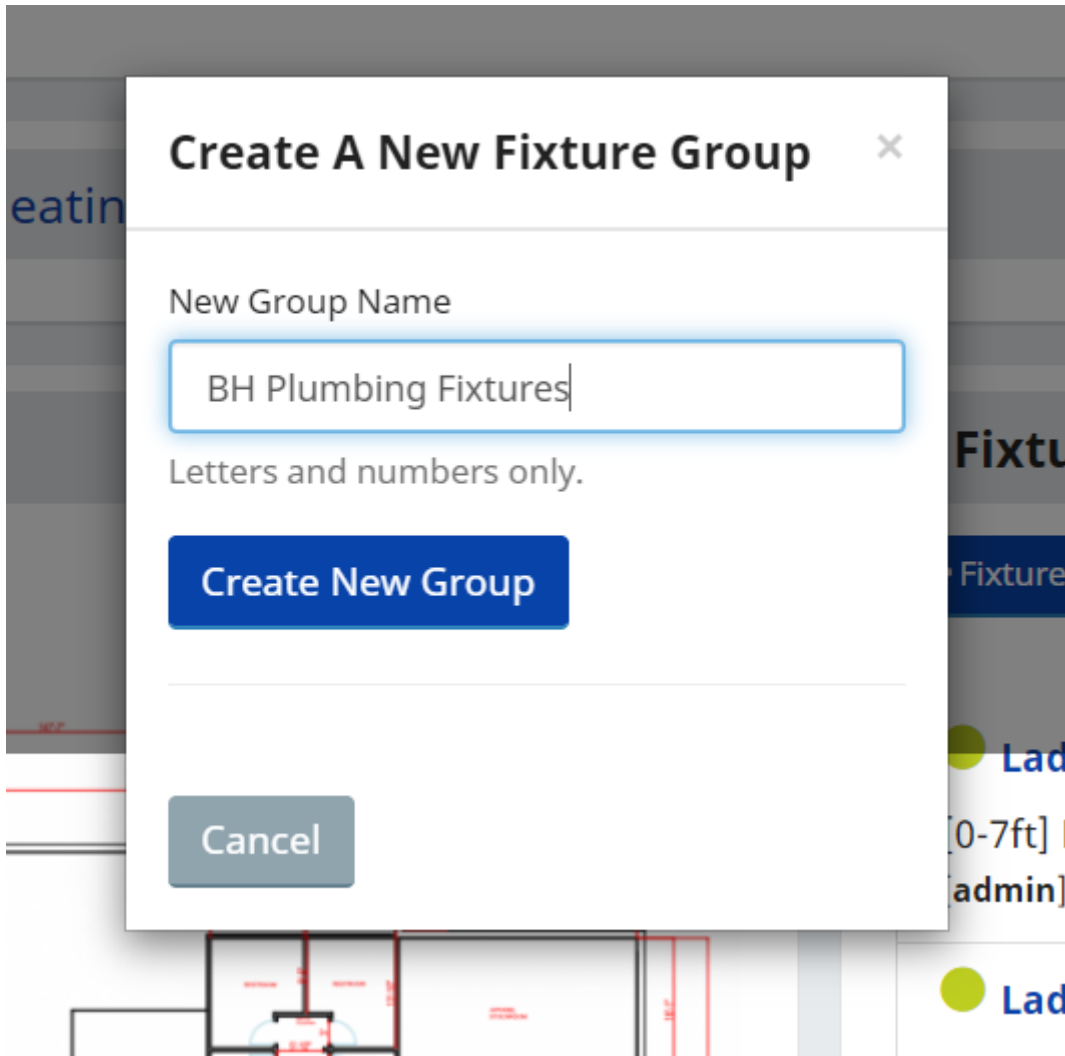 Create A New Fixture Group
×
eatin
New Group Name
BH Plumbing Fixtures
Letters and numbers only.
Fixtu
Create New Group
Fixture
Lad
[0-7ft]
Cancel
[admin]
Lad